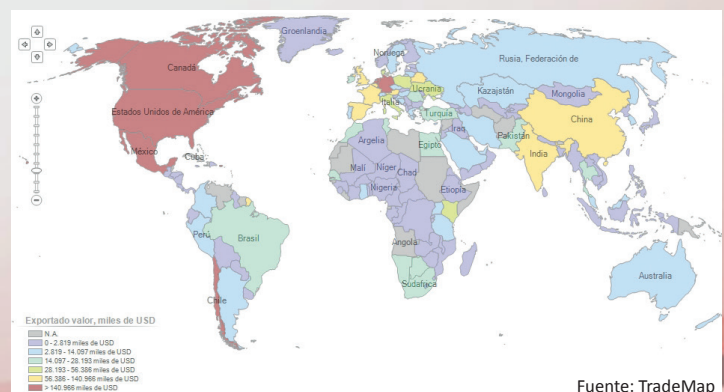 Groenlandia
Noruega
Rusia, Federación de
Canadá
Ucrania
Kazajstán
Mongolia
Estados Unidos de América
Italia
Turquía
China
Iraq
Pakistán
México
Cuba
Argelia
Egipto
India
Malí
Níger
Chad
Nigeria
Etiopía
Perú
Brasil
Angola
Australia
Chile
Sudáfrica
Exportado valor, miles de USD
N.A.
0 - 2.819 miles de USD
2.819 - 14.097 miles de USD
14.097 - 28.193 miles de USD
28.193 - 56.386 miles de USD
56.386 - 140.966 miles de USD
> 140.966 miles de USD
Fuente: TradeMap